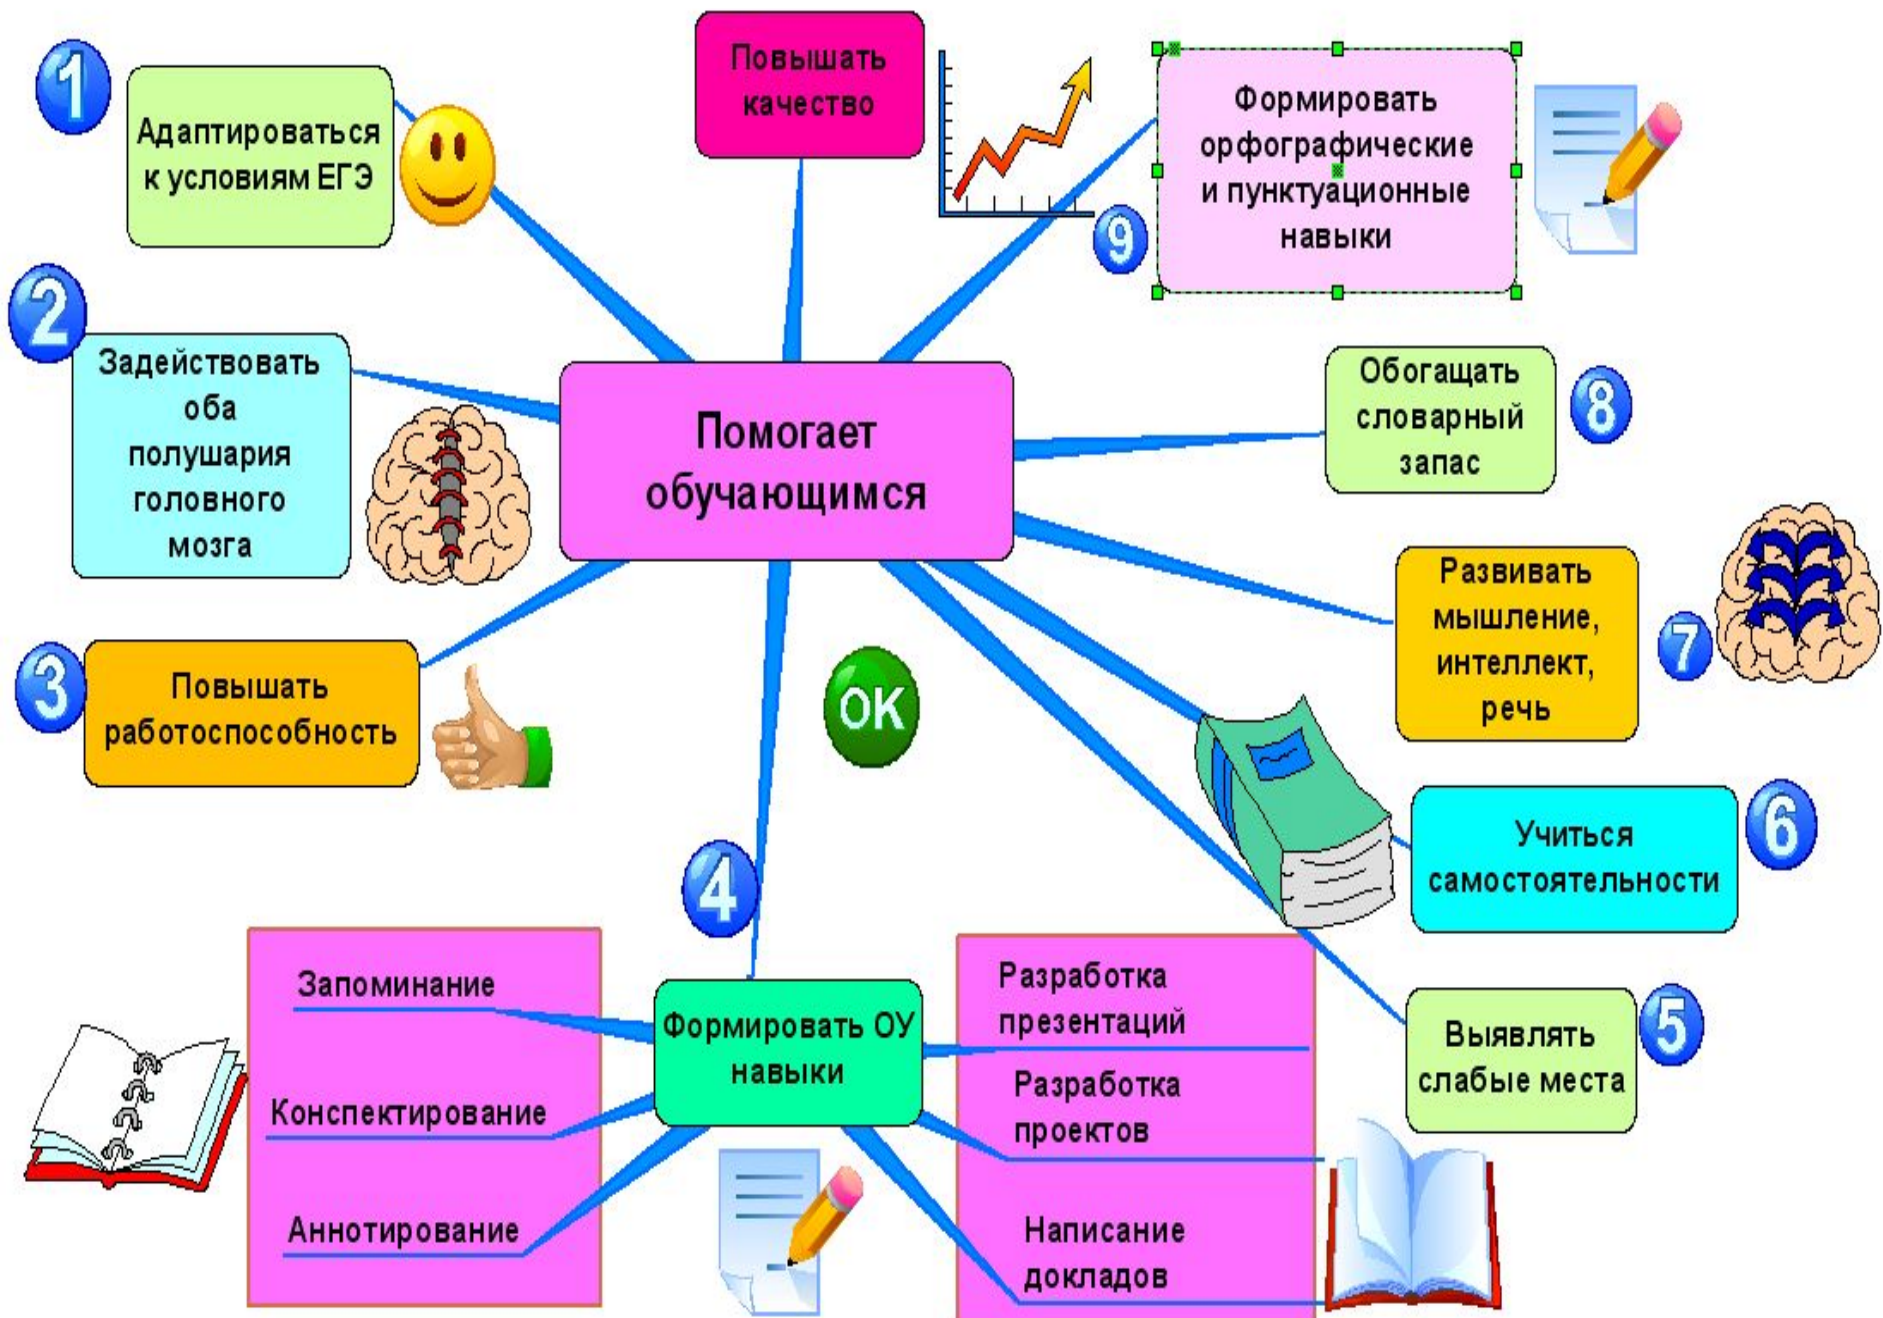 1
Адаптироваться
к условиям ЕГЭ
Повышать
качество
9
Формировать
орфографические
и пунктуационные
навыки
2
Задействовать
оба
полушария
головного
мозга
Помогает
обучающимся
Обогащать
словарный
запас
8
3
Повышать
работоспособность
OK
Развивать
мышление,
интеллект,
речь
7
Учиться
самостоятельности
6
4
Формировать ОУ
навыки
Запоминание
Конспектирование
Аннотирование
Разработка
презентаций
Разработка
проектов
Написание
докладов
Выявлять
слабые места
5